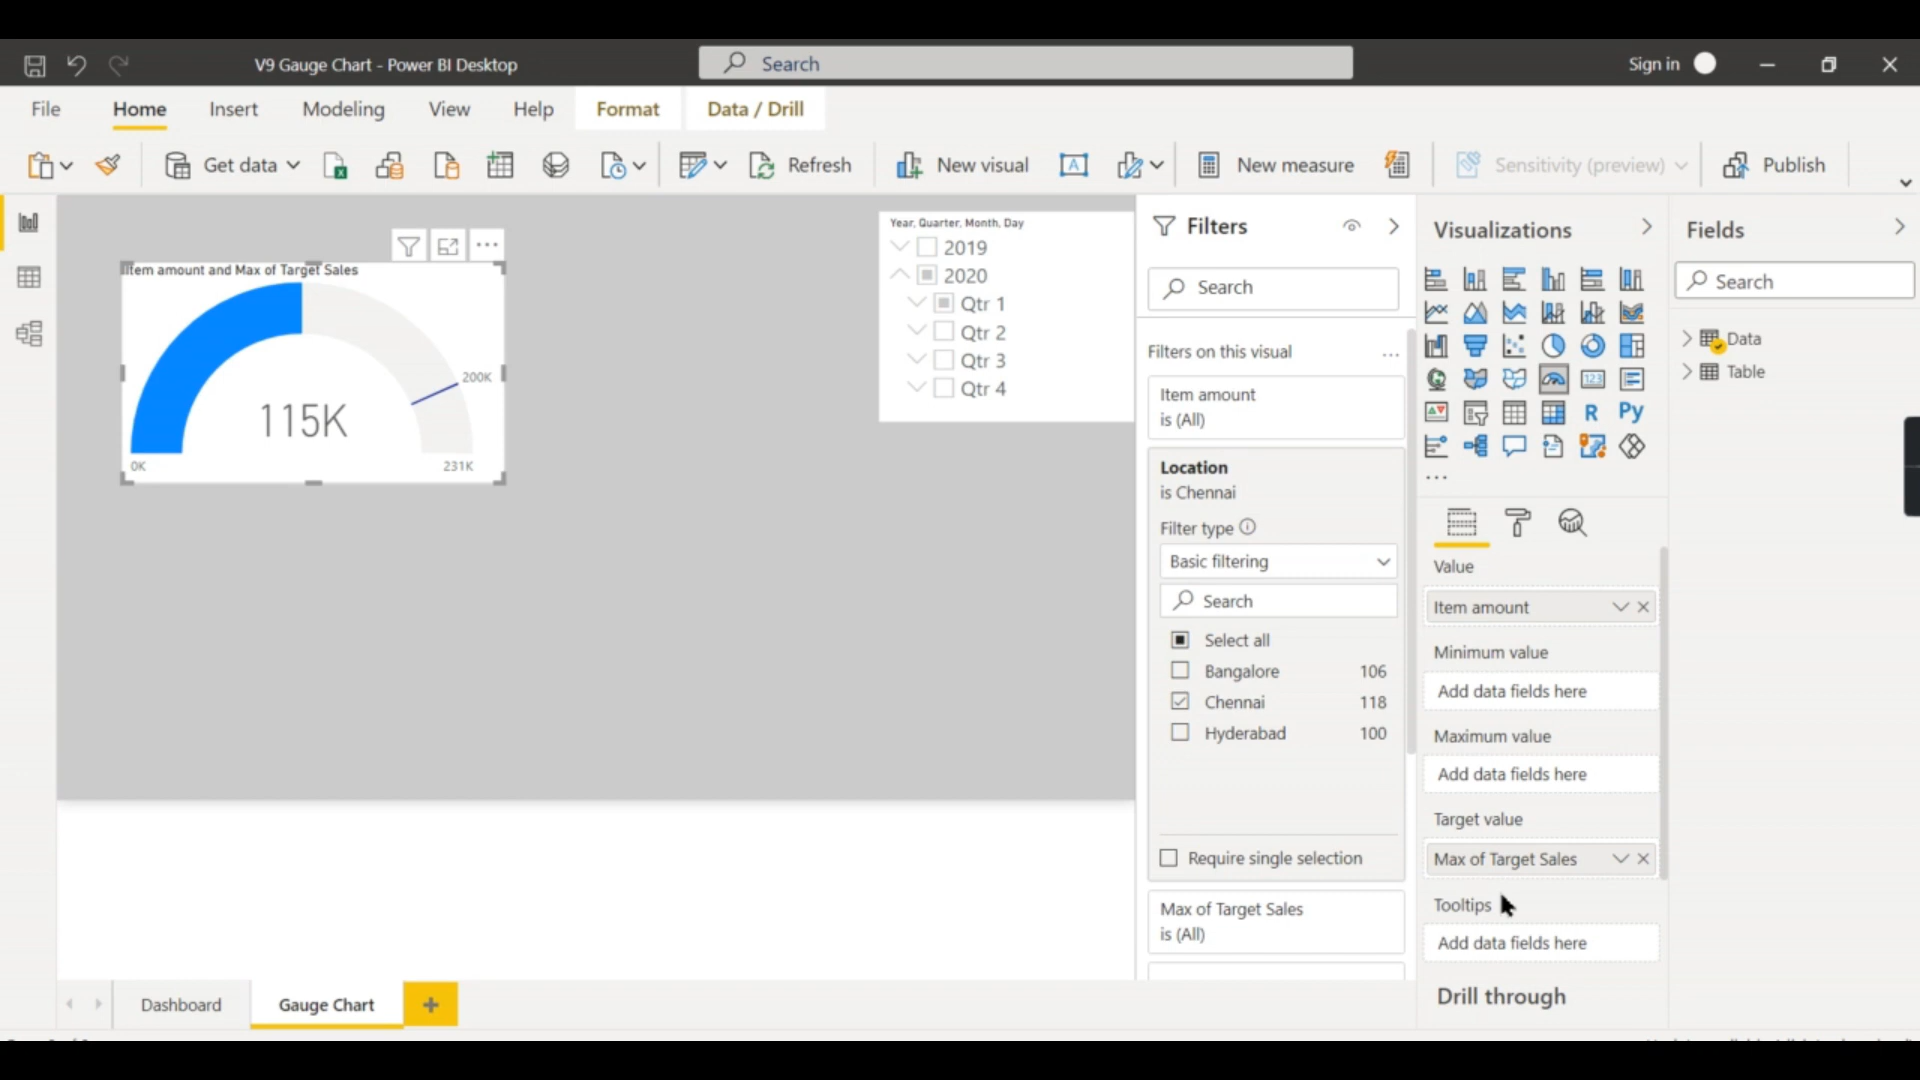 V9 Gauge Chart - Power BI Desktop
Search
Sign in
File
Home
Insert
Modeling
View
Help
Format
Data / Drill
Get data
Refresh
New visual
New measure
Sensitivity (preview)
Publish
Item amount and Max of Target Sales
200K
115K
0K
231K
Year, Quarter, Month, Day
2019
2020
Qtr 1
Qtr 2
Qtr 3
Qtr 4
Filters
Search
Filters on this visual
Item amount
is (All)
Location
is Chennai
Filter type
Basic filtering
Search
Select all
Bangalore 106
Chennai 118
Hyderabad 100
Require single selection
Max of Target Sales
is (All)
Visualizations
123
R
Py
Value
Item amount
Minimum value
Add data fields here
Maximum value
Add data fields here
Target value
Max of Target Sales
Tooltips
Add data fields here
Drill through
Fields
Search
Data
Table
Dashboard
Gauge Chart